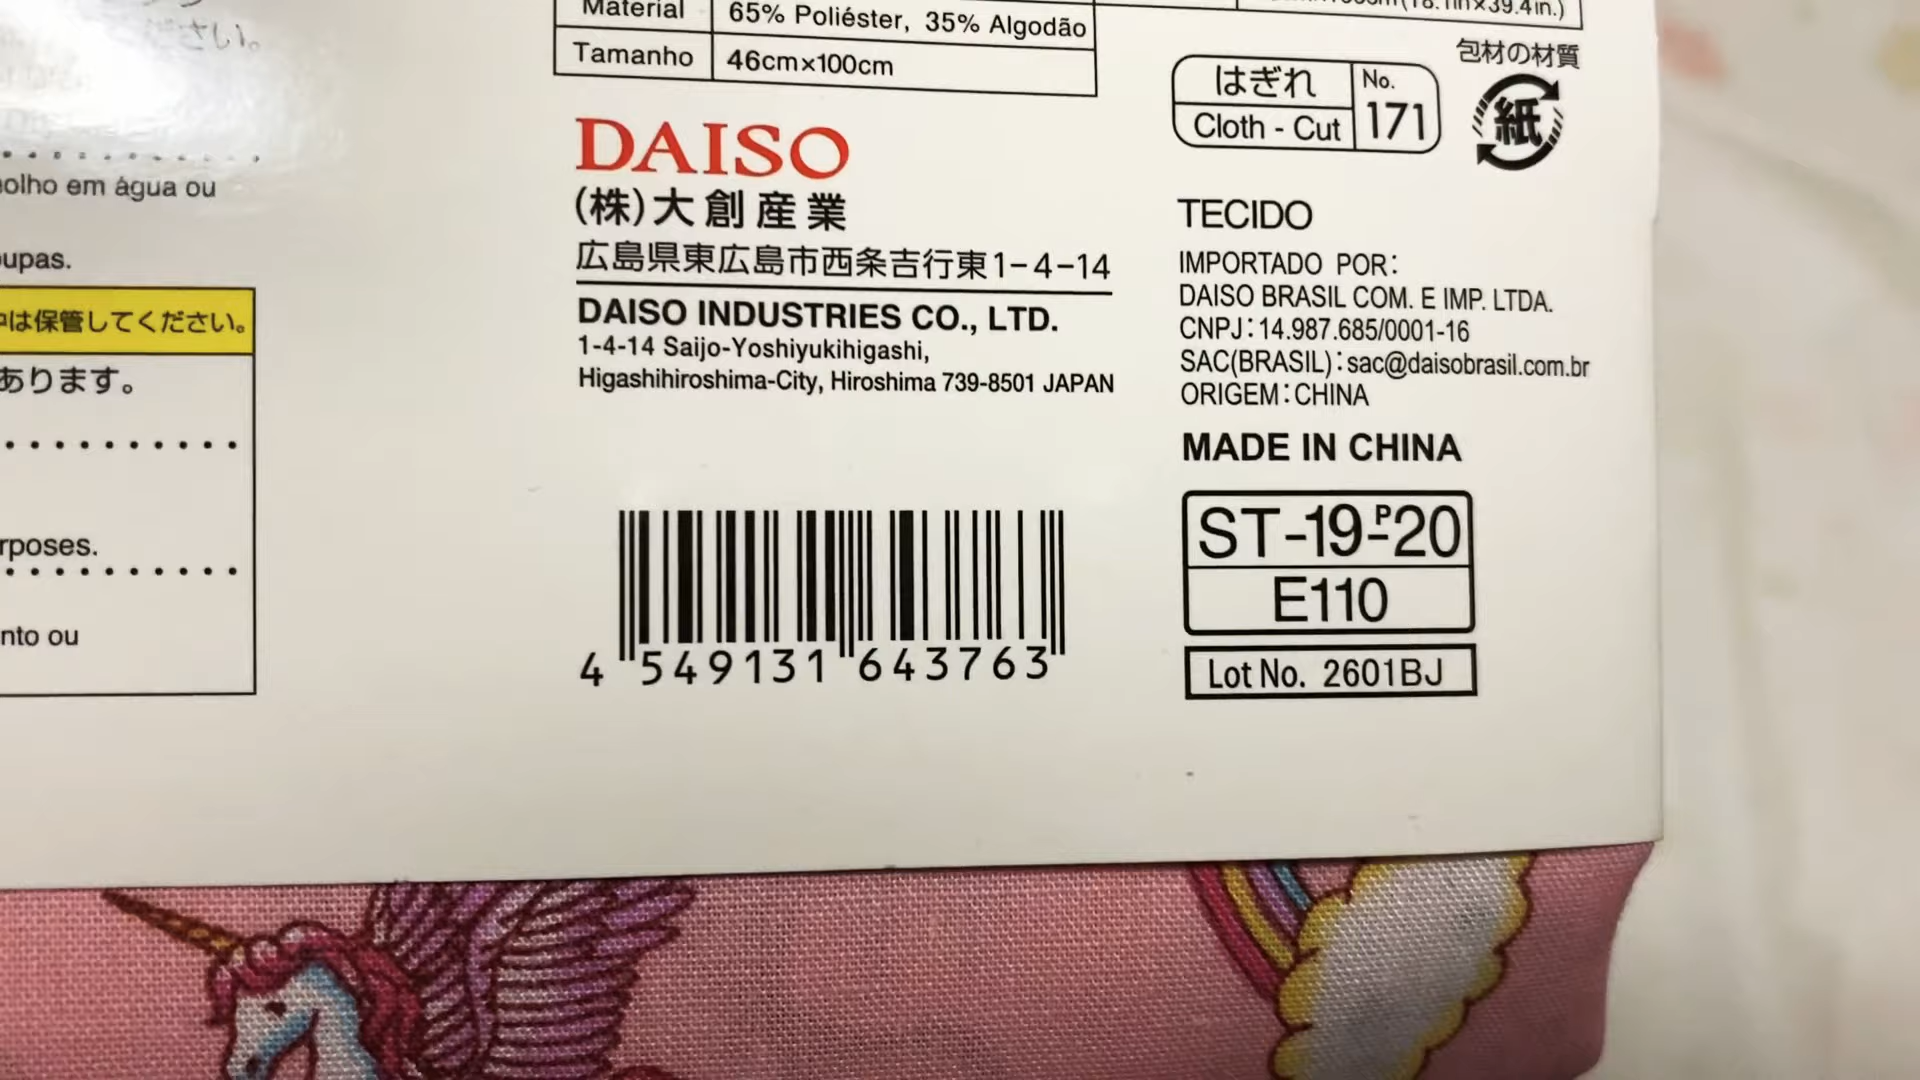 ださい。
olho em água ou
upas.
は保管してください。
あります。
rposes.
nto ou
Material 65% Poliéster, 35% Algodão
Tamanho 46cm×100cm
DAISO
(株)大創産業
広島県東広島市西条吉行東1-4-14
DAISO INDUSTRIES CO., LTD.
1-4-14 Saijo-Yoshiyukihigashi,
Higashihiroshima-City, Hiroshima 739-8501 JAPAN
4 549131 643763
包材の材質
紙
はぎれ No.
Cloth - Cut 171
TECIDO
IMPORTADO POR:
DAISO BRASIL COM. E IMP. LTDA.
CNPJ:14.987.685/0001-16
SAC(BRASIL):sac@daisobrasil.com.br
ORIGEM:CHINA
MADE IN CHINA
ST-19-P-20
E110
Lot No. 2601BJ